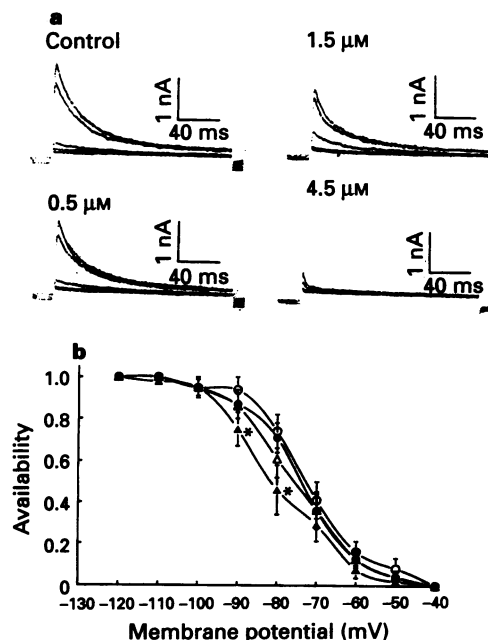 a
Control
1.5 µM
1 nA
40 ms
1 nA
40 ms
0.5 µM
4.5 µM
1 nA
40 ms
1 nA
40 ms
b
1.0
0.8
0.6
0.4
0.2
0
*
*
Availability
−130 −120 −110 −100 −90 −80 −70 −60 −50 −40
Membrane potential (mV)